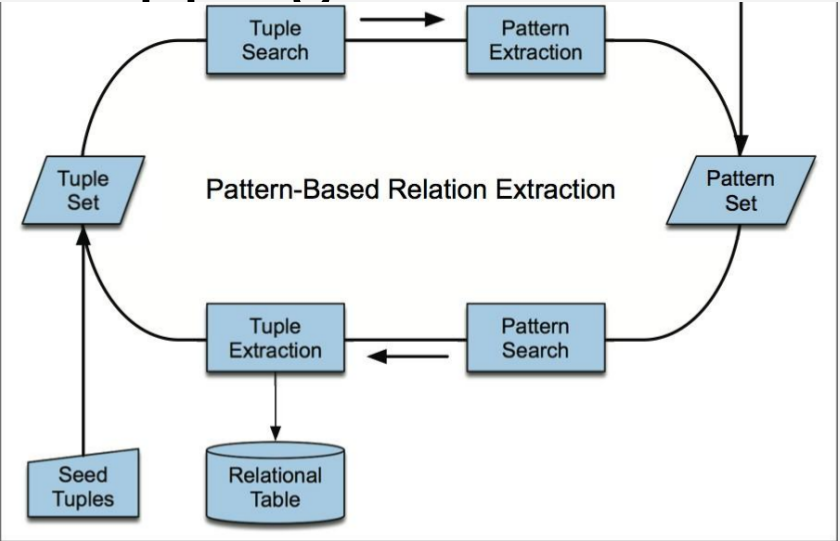 Tuple
Search
Pattern
Extraction
Tuple
Set
Pattern-Based Relation Extraction
Pattern
Set
Tuple
Extraction
Pattern
Search
Seed
Tuples
Relational
Table